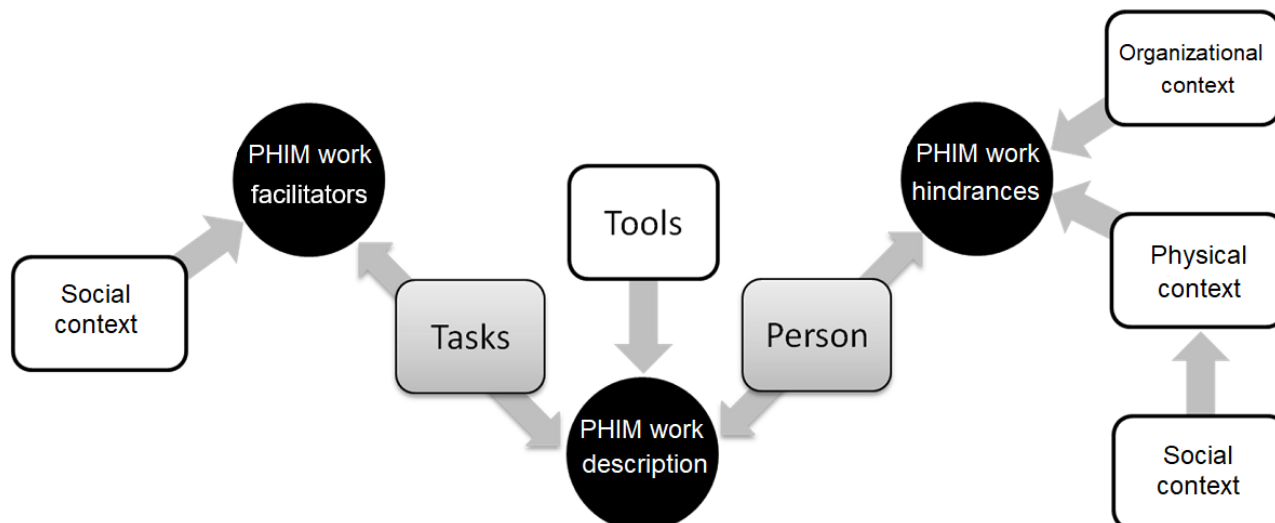 Organizational
context
PHIM work
facilitators
PHIM work
hindrances
Tools
Social
context
Physical
context
Tasks
Person
PHIM work
description
Social
context